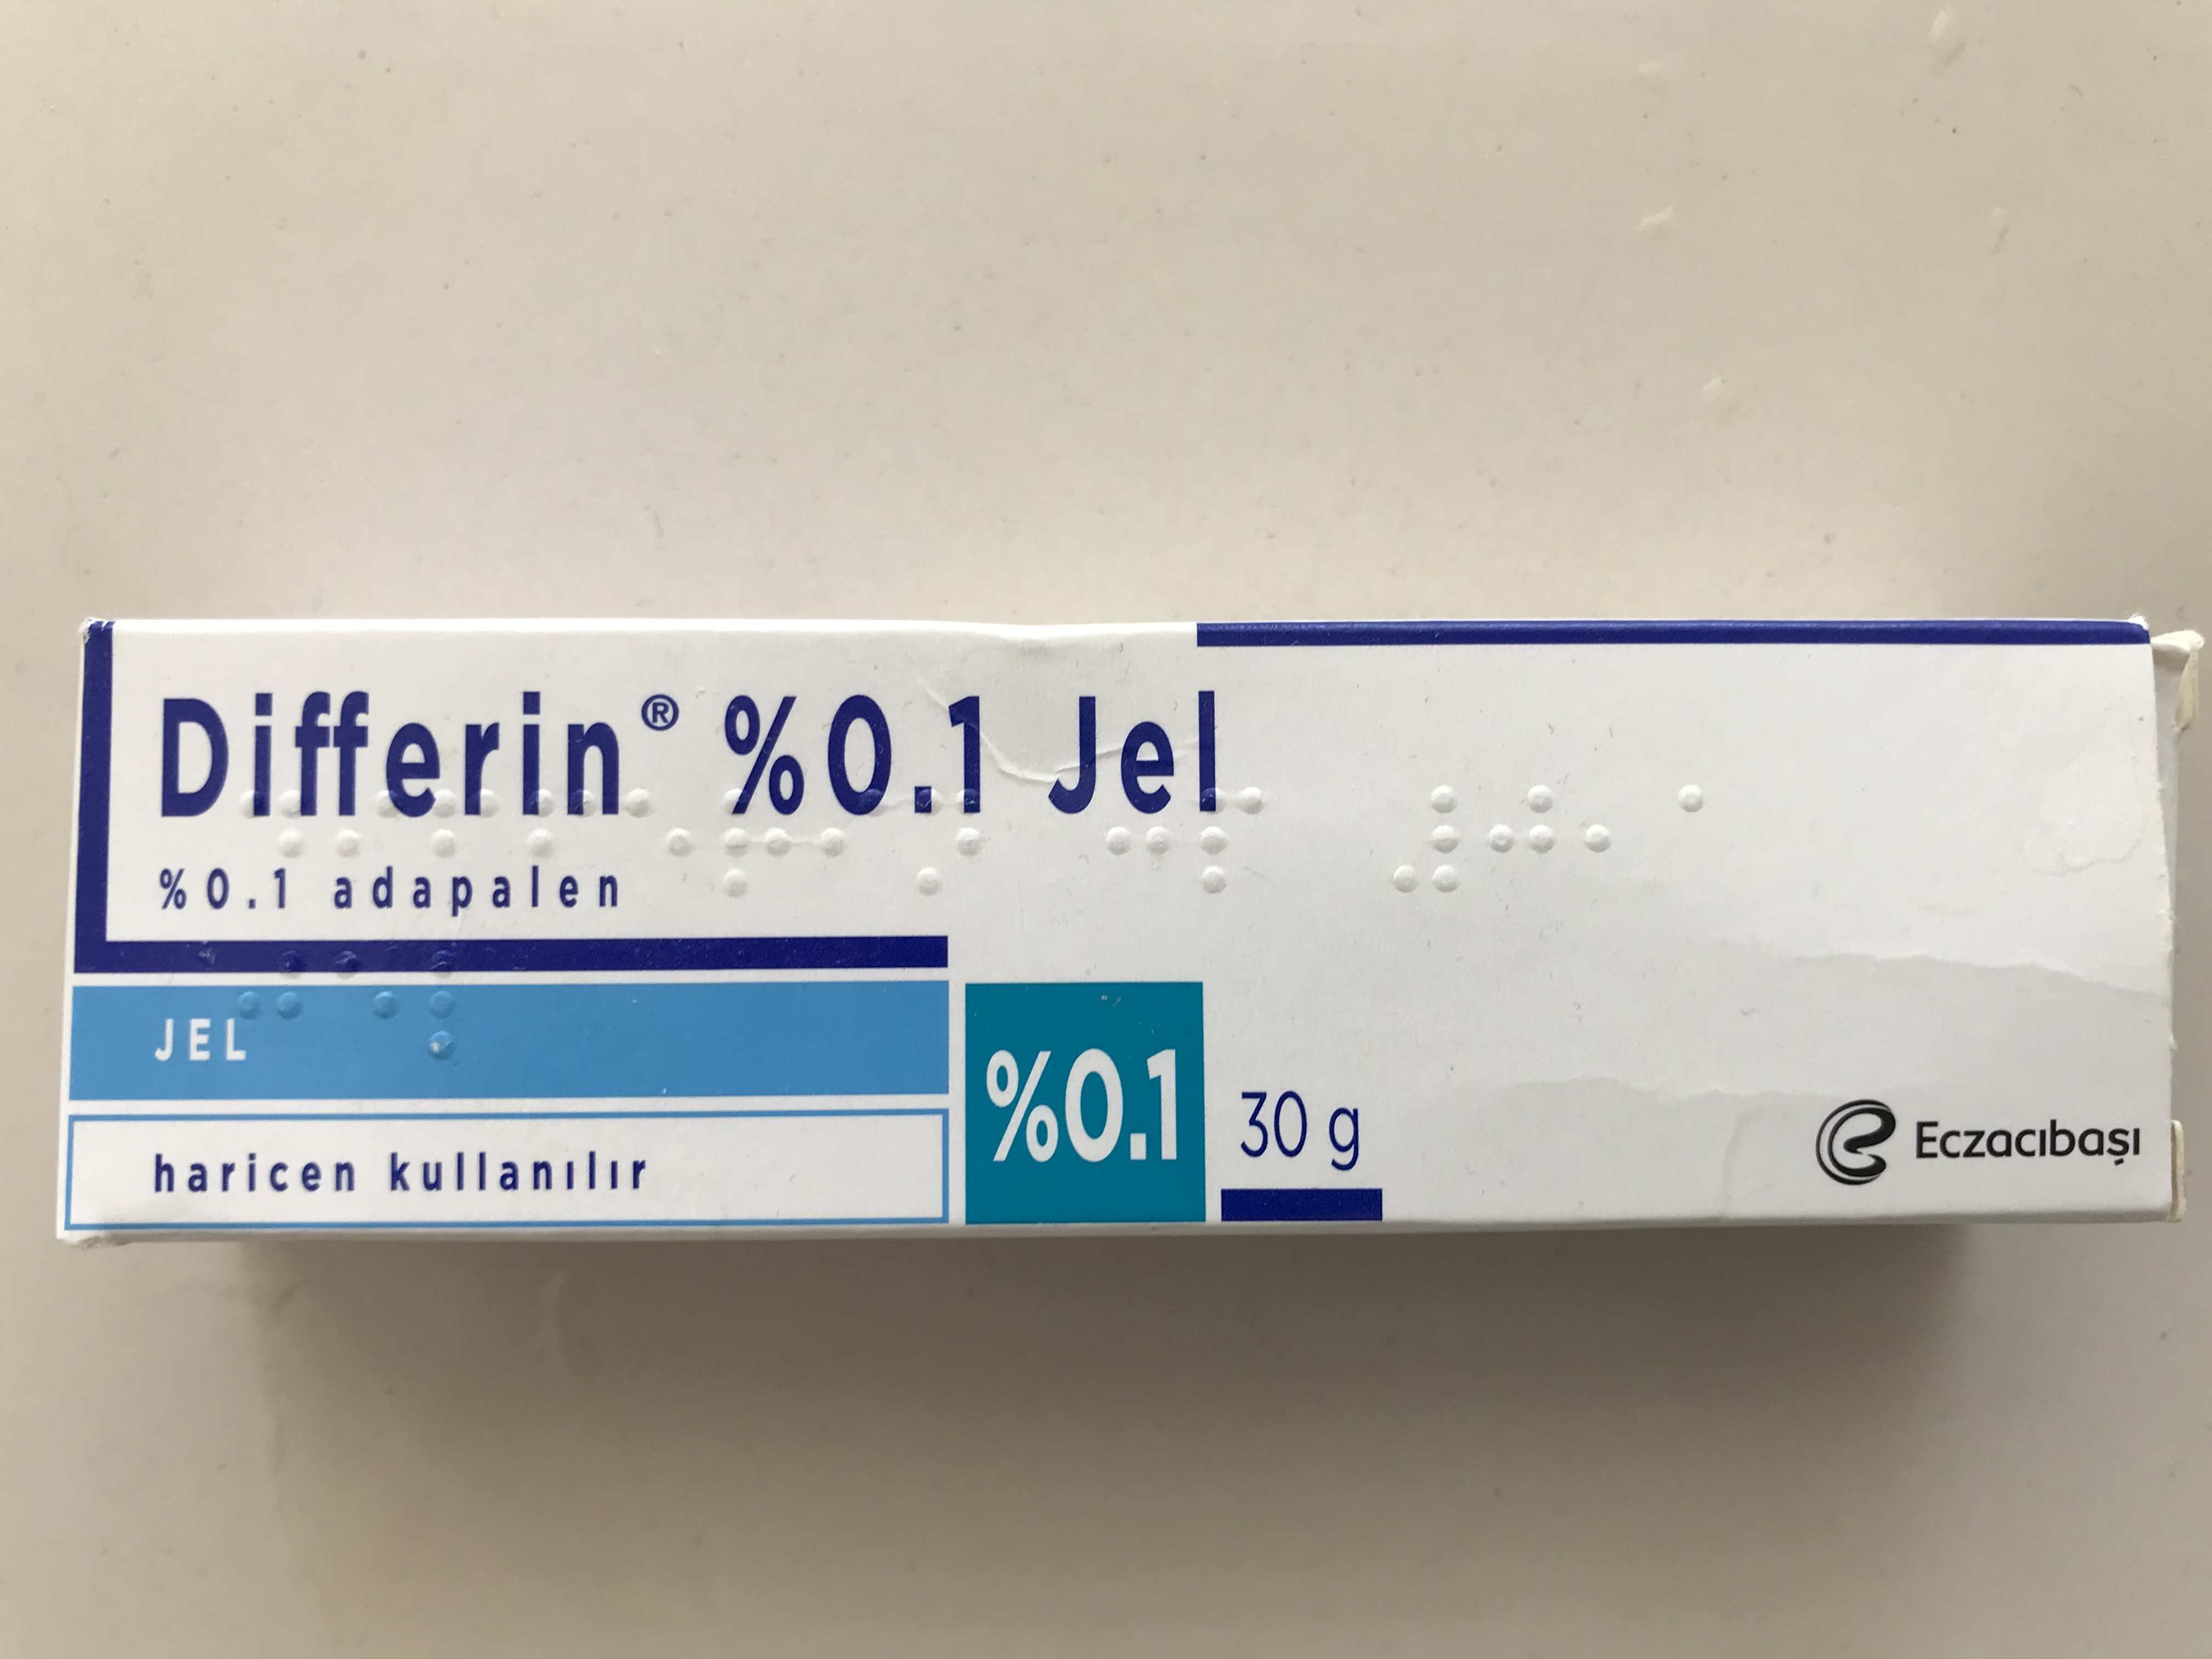 Differin® %0.1 Jel
%0.1 adapalen
JEL
haricen kullanılır
%0.1
30 g
Eczacıbaşı